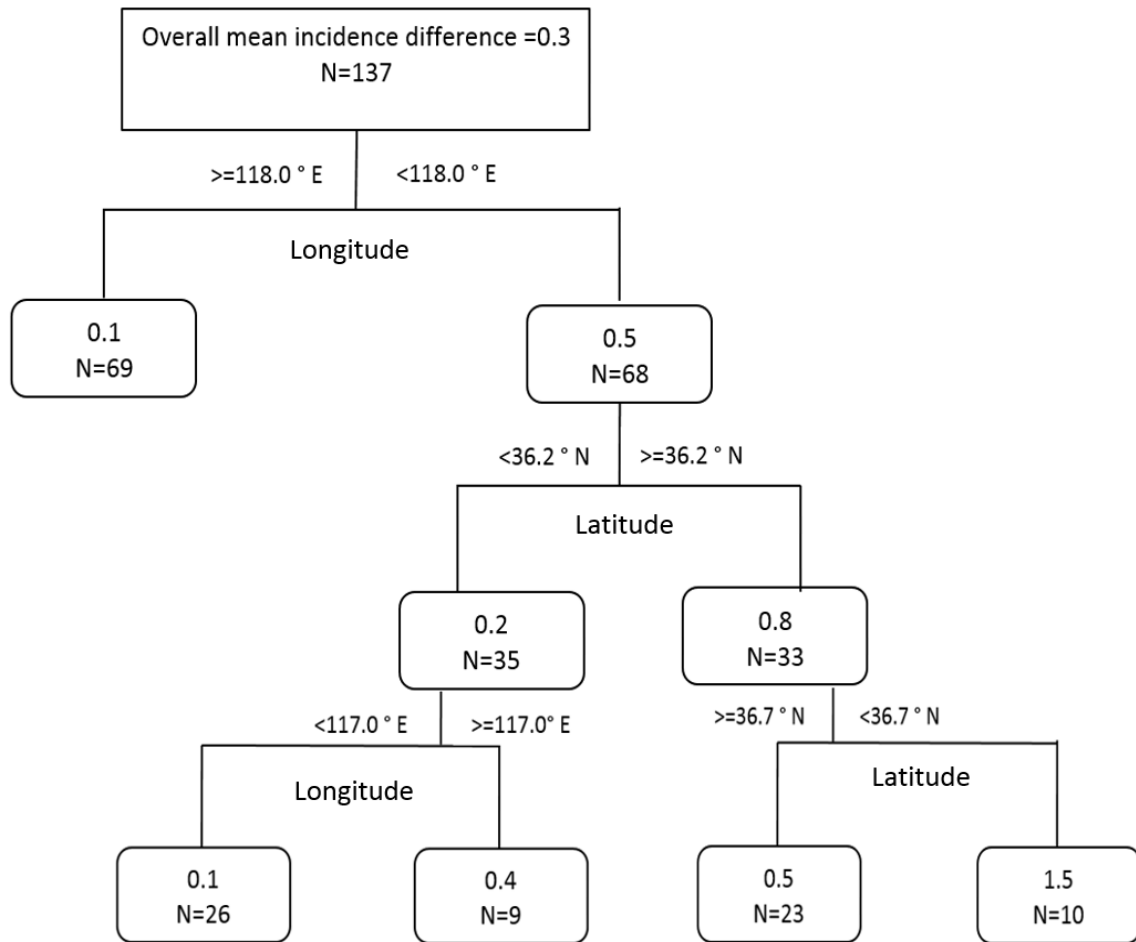 Overall mean incidence difference =0.3
N=137
>=118.0 ° E
<118.0 ° E
Longitude
0.1
N=69
0.5
N=68
<36.2 ° N
>=36.2 ° N
Latitude
0.2
N=35
0.8
N=33
<117.0 ° E
>=117.0° E
>=36.7 ° N
<36.7 ° N
Longitude
Latitude
0.1
N=26
0.4
N=9
0.5
N=23
1.5
N=10